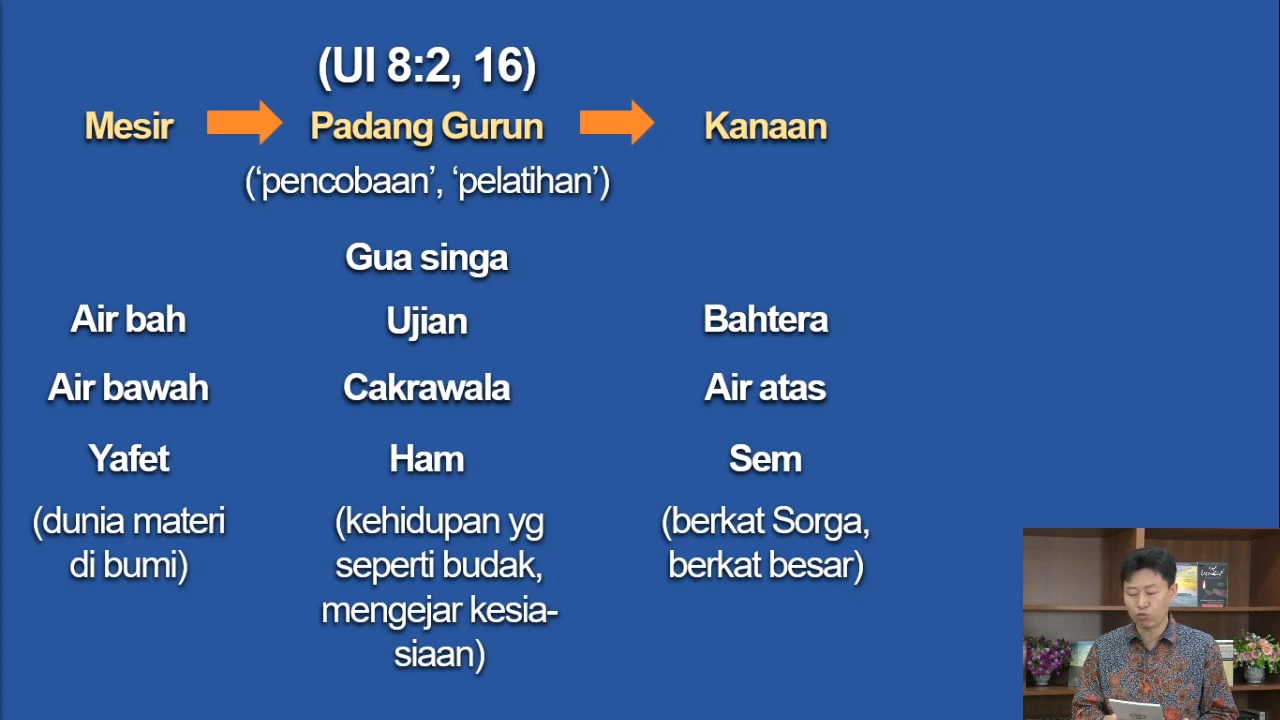 (Ul 8:2, 16)
Mesir Padang Gurun Kanaan
(‘pencobaan’, ‘pelatihan’)
Gua singa
Air bah Ujian Bahtera
Air bawah Cakrawala Air atas
Yafet Ham Sem
(dunia materi (kehidupan yg (berkat Sorga,
di bumi) seperti budak, berkat besar)
mengejar kesia-
siaan)